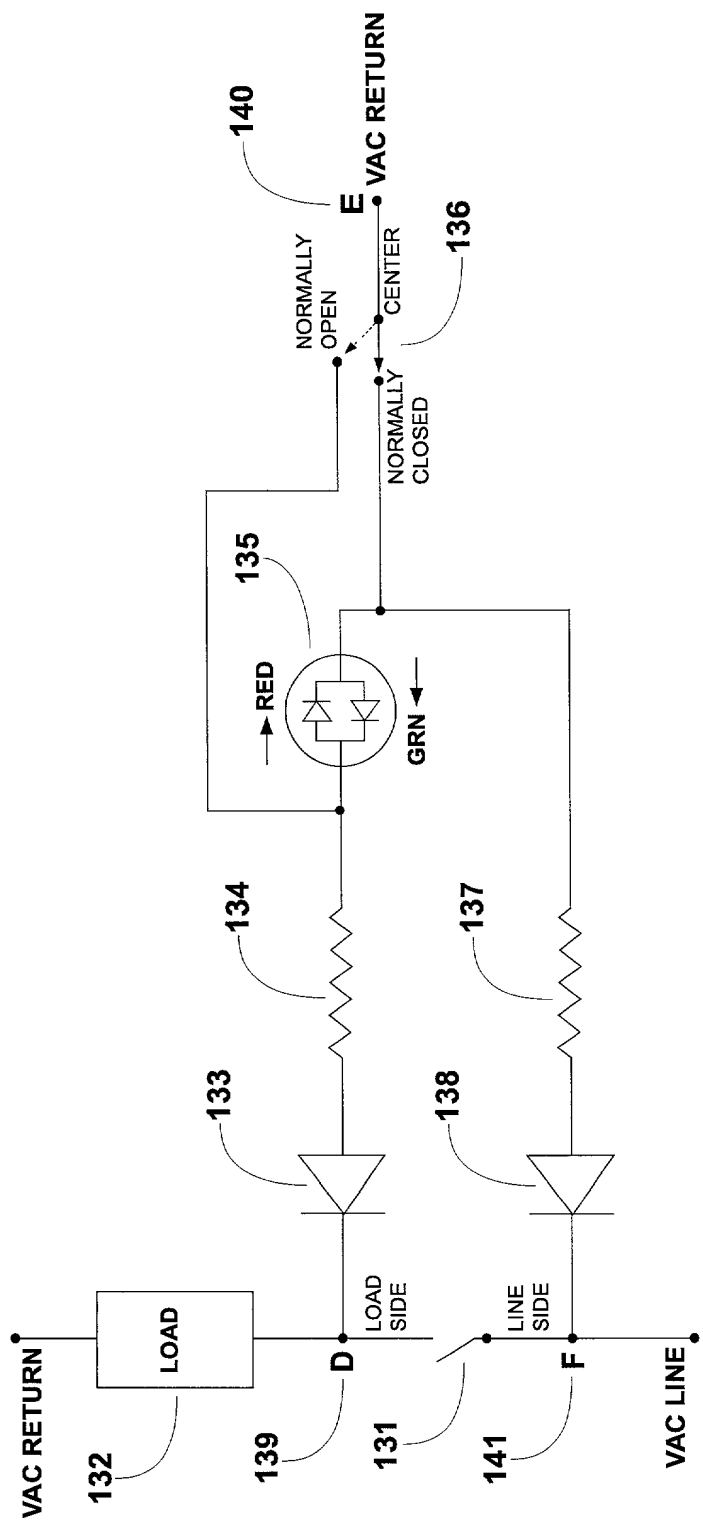 140
E VAC RETURN
NORMALLY
OPEN
CENTER
136
NORMALLY
CLOSED
135
RED
GRN
134
137
133
138
VAC RETURN
LOAD
132
D
LOAD
SIDE
139
131
LINE
SIDE
F
141
VAC LINE